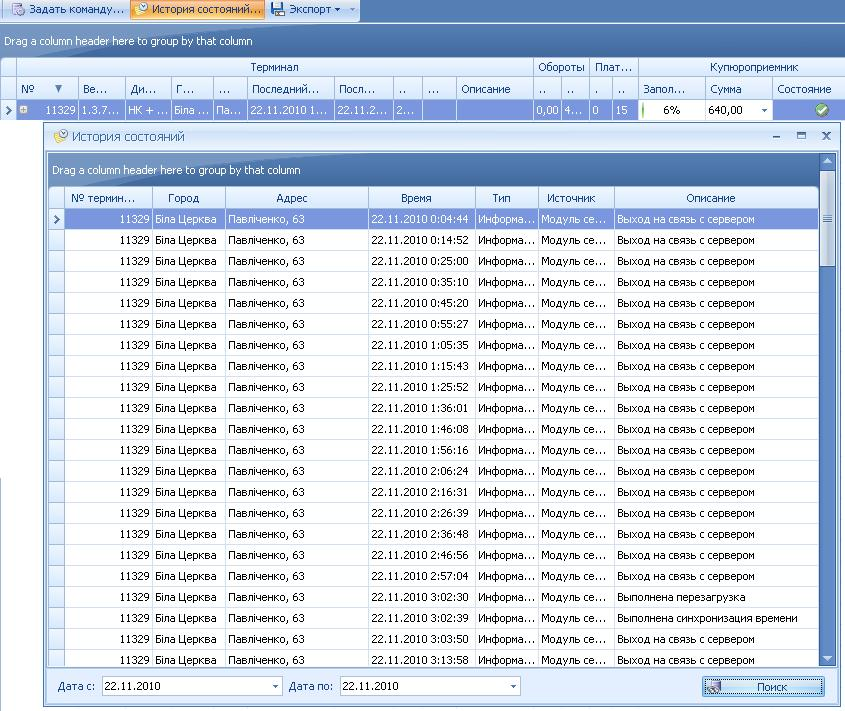 Задать команду... История состояний... Экспорт
Drag a column header here to group by that column
Терминал Обороты Плат... Купюроприемник
№ Ве... Ди... Г... ... Последний... Посл... .. ... Описание .. .. . .. Запол... Сумма Состояние
11329 1.3.7... НК + ... Біла ... Па... 22.11.2010 1... 22.11.2... 2... 0,00 4... 0 15 6% 640,00
История состояний
Drag a column header here to group by that column
№ термин... Город Адрес Время Тип Источник Описание
11329 Біла Церква Павліченко, 63 22.11.2010 0:04:44 Информа... Модуль се... Выход на связь с сервером
11329 Біла Церква Павліченко, 63 22.11.2010 0:14:52 Информа... Модуль се... Выход на связь с сервером
11329 Біла Церква Павліченко, 63 22.11.2010 0:25:00 Информа... Модуль се... Выход на связь с сервером
11329 Біла Церква Павліченко, 63 22.11.2010 0:35:10 Информа... Модуль се... Выход на связь с сервером
11329 Біла Церква Павліченко, 63 22.11.2010 0:45:20 Информа... Модуль се... Выход на связь с сервером
11329 Біла Церква Павліченко, 63 22.11.2010 0:55:27 Информа... Модуль се... Выход на связь с сервером
11329 Біла Церква Павліченко, 63 22.11.2010 1:05:35 Информа... Модуль се... Выход на связь с сервером
11329 Біла Церква Павліченко, 63 22.11.2010 1:15:43 Информа... Модуль се... Выход на связь с сервером
11329 Біла Церква Павліченко, 63 22.11.2010 1:25:52 Информа... Модуль се... Выход на связь с сервером
11329 Біла Церква Павліченко, 63 22.11.2010 1:36:01 Информа... Модуль се... Выход на связь с сервером
11329 Біла Церква Павліченко, 63 22.11.2010 1:46:08 Информа... Модуль се... Выход на связь с сервером
11329 Біла Церква Павліченко, 63 22.11.2010 1:56:16 Информа... Модуль се... Выход на связь с сервером
11329 Біла Церква Павліченко, 63 22.11.2010 2:06:24 Информа... Модуль се... Выход на связь с сервером
11329 Біла Церква Павліченко, 63 22.11.2010 2:16:31 Информа... Модуль се... Выход на связь с сервером
11329 Біла Церква Павліченко, 63 22.11.2010 2:26:39 Информа... Модуль се... Выход на связь с сервером
11329 Біла Церква Павліченко, 63 22.11.2010 2:36:48 Информа... Модуль се... Выход на связь с сервером
11329 Біла Церква Павліченко, 63 22.11.2010 2:46:56 Информа... Модуль се... Выход на связь с сервером
11329 Біла Церква Павліченко, 63 22.11.2010 2:57:04 Информа... Модуль се... Выход на связь с сервером
11329 Біла Церква Павліченко, 63 22.11.2010 3:02:30 Информа... Модуль се... Выполнена перезагрузка
11329 Біла Церква Павліченко, 63 22.11.2010 3:02:39 Информа... Модуль се... Выполнена синхронизация времени
11329 Біла Церква Павліченко, 63 22.11.2010 3:03:50 Информа... Модуль се... Выход на связь с сервером
11329 Біла Церква Павліченко, 63 22.11.2010 3:13:58 Информа... Модуль се... Выход на связь с сервером
Дата с: 22.11.2010 Дата по: 22.11.2010 Поиск